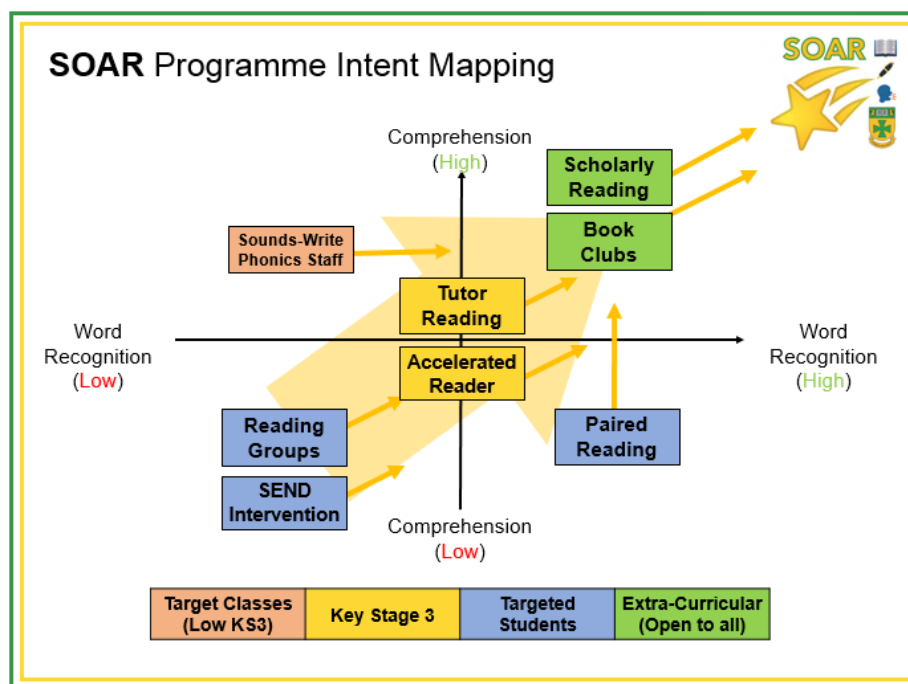 SOAR Programme Intent Mapping
SOAR
Comprehension
(High)
Scholarly
Reading
Book
Clubs
Sounds-Write
Phonics Staff
Tutor
Reading
Word
Recognition
(Low)
Word
Recognition
(High)
Accelerated
Reader
Reading
Groups
Paired
Reading
SEND
Intervention
Comprehension
(Low)
Target Classes
(Low KS3)
Key Stage 3
Targeted
Students
Extra-Curricular
(Open to all)